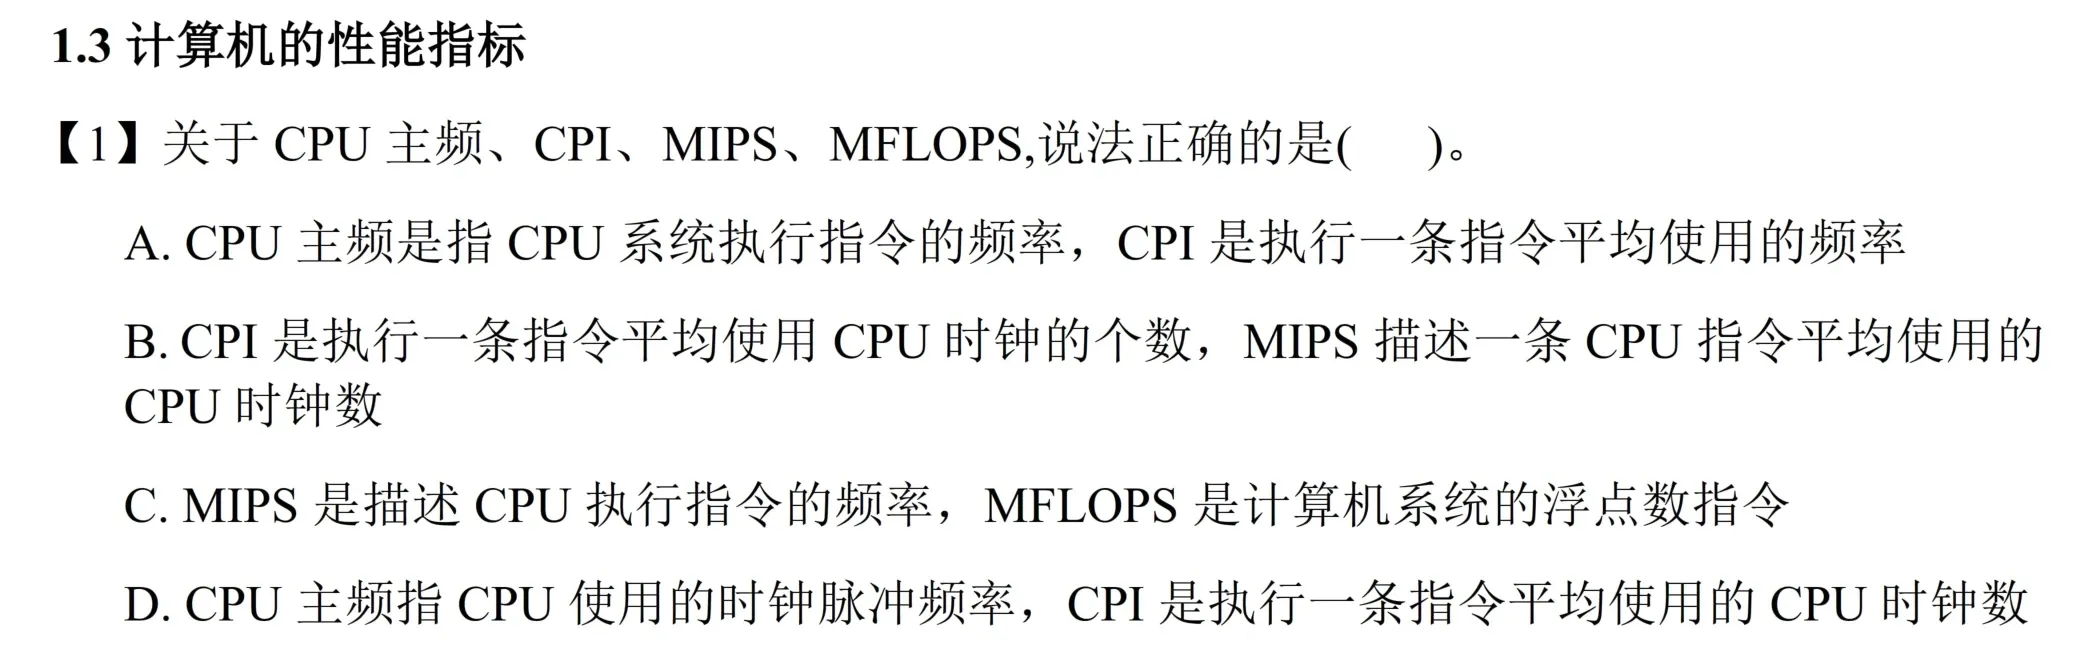 1.3 计算机的性能指标
【1】关于 CPU 主频、CPI、MIPS、MFLOPS,说法正确的是(    )。
A. CPU 主频是指 CPU 系统执行指令的频率，CPI 是执行一条指令平均使用的频率
B. CPI 是执行一条指令平均使用 CPU 时钟的个数，MIPS 描述一条 CPU 指令平均使用的
CPU 时钟数
C. MIPS 是描述 CPU 执行指令的频率，MFLOPS 是计算机系统的浮点数指令
D. CPU 主频指 CPU 使用的时钟脉冲频率，CPI 是执行一条指令平均使用的 CPU 时钟数